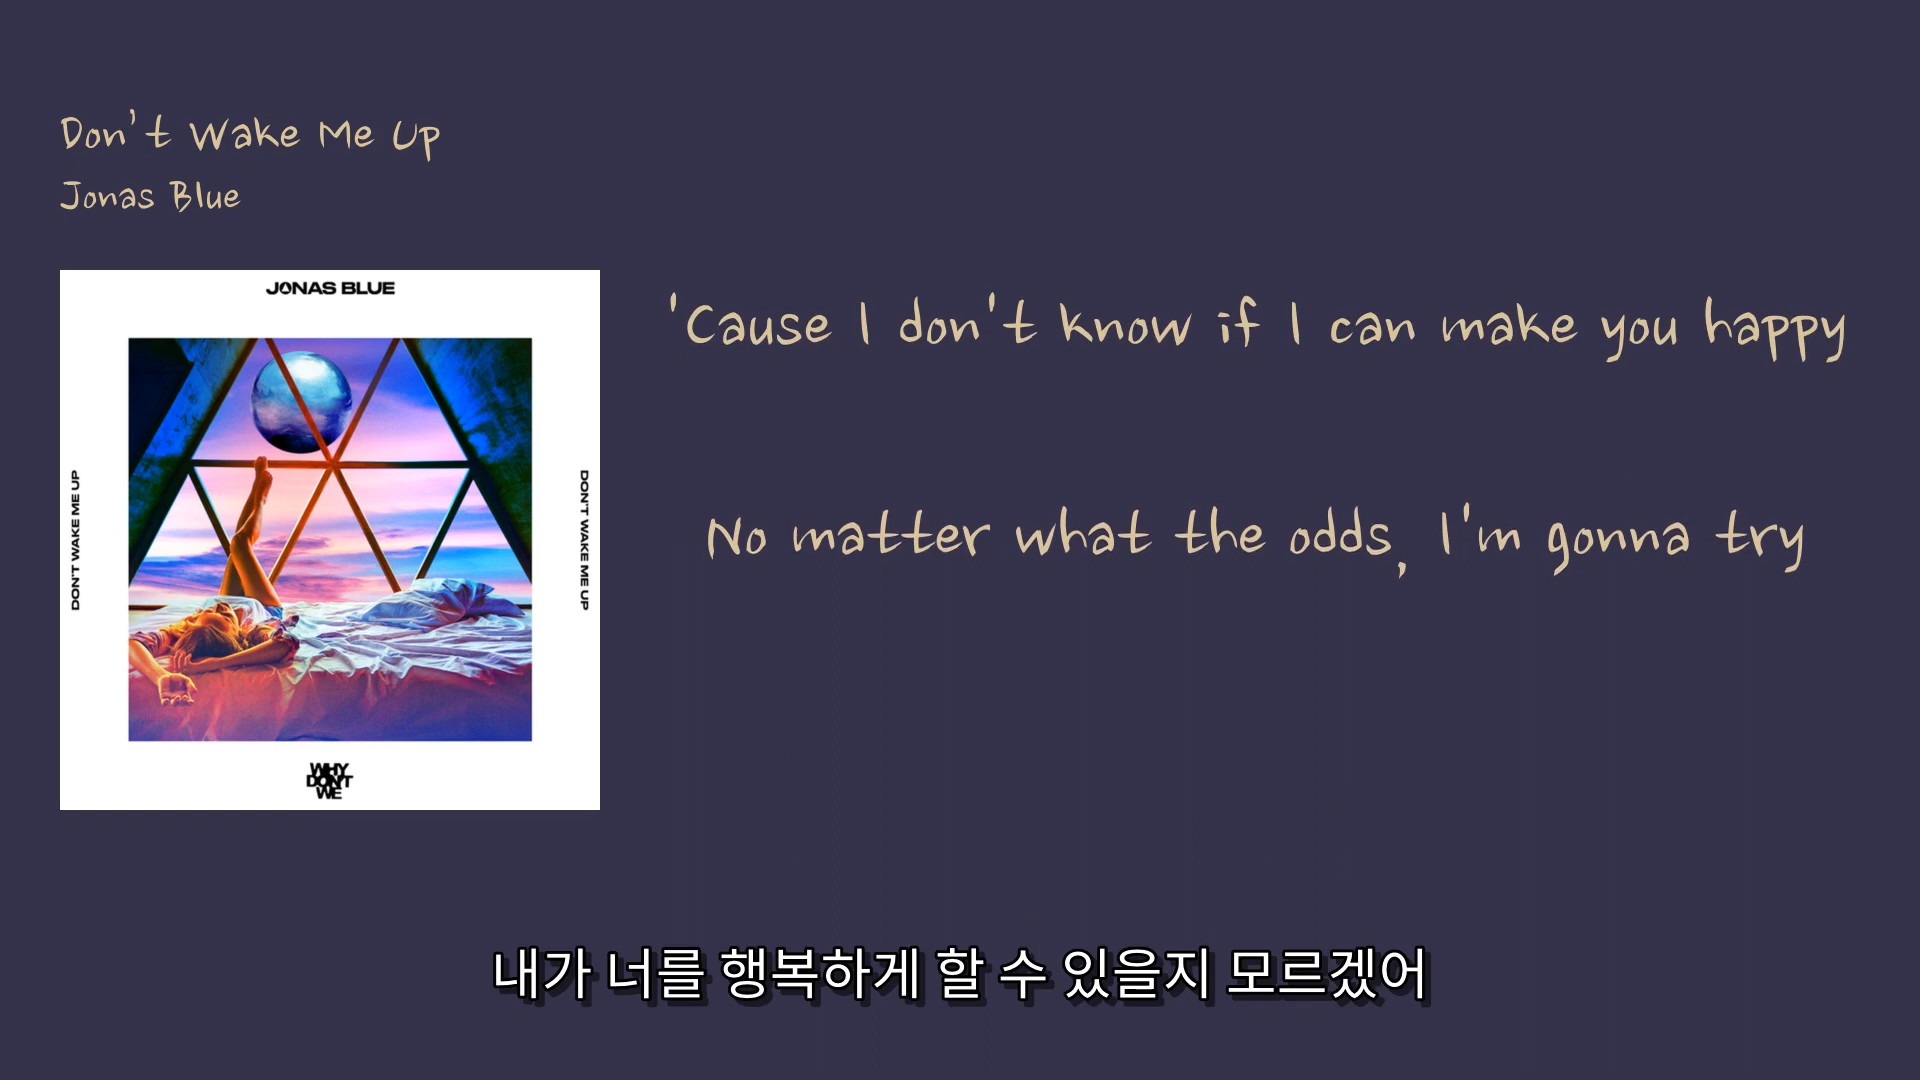 Don't Wake Me Up
Jonas Blue
JONAS BLUE
DON'T WAKE ME UP
DON'T WAKE ME UP
WHY
DON'T
WE
'Cause I don't know if I can make you happy
No matter what the odds, I'm gonna try
내가 너를 행복하게 할 수 있을지 모르겠어